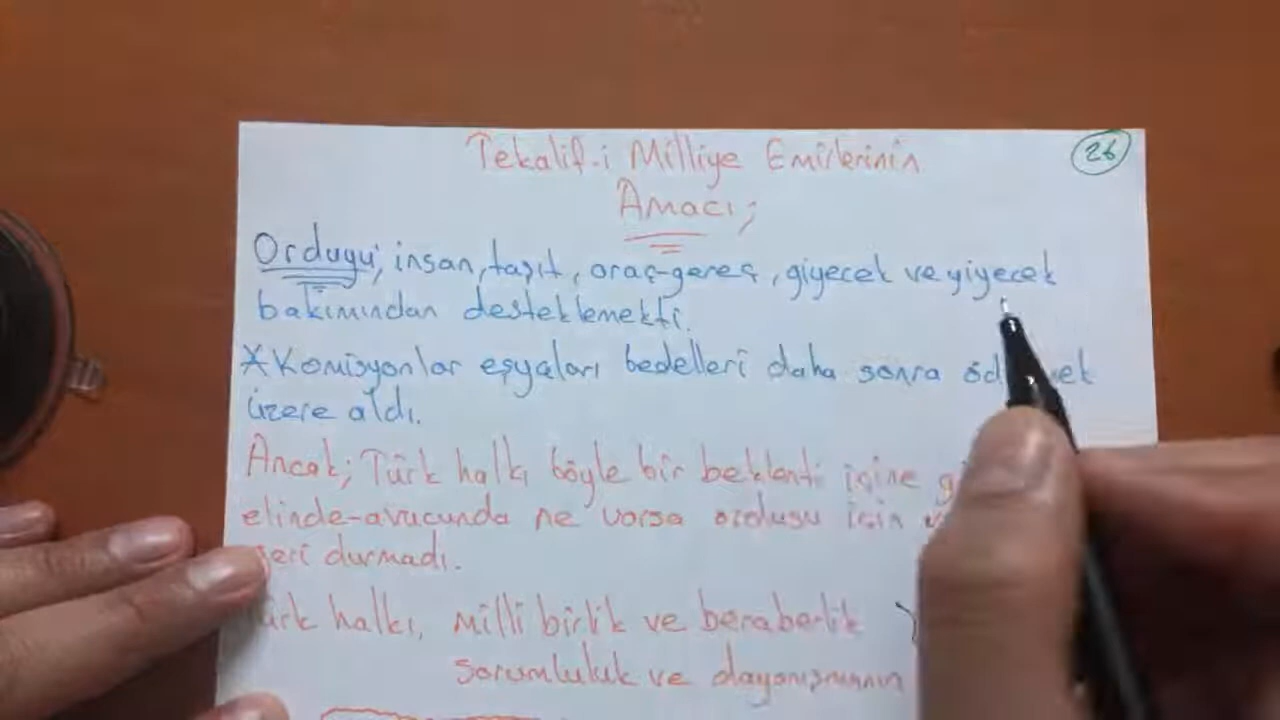 Tekalif-i Milliye Emirlerinin
26
Amacı;
Orduyu; insan, taşıt, araç-gereç, giyecek ve yiyecek
bakımından desteklemekti.
*Komisyonlar eşyaları bedelleri daha sonra
üzere aldı.
Ancak; Türk halkı böyle bir beklenti içine
elinde-avucunda ne varsa ordusu için
geri durmadı.
halkı, milli birlik ve beraberlik
sorumluluk ve dayanışmanın